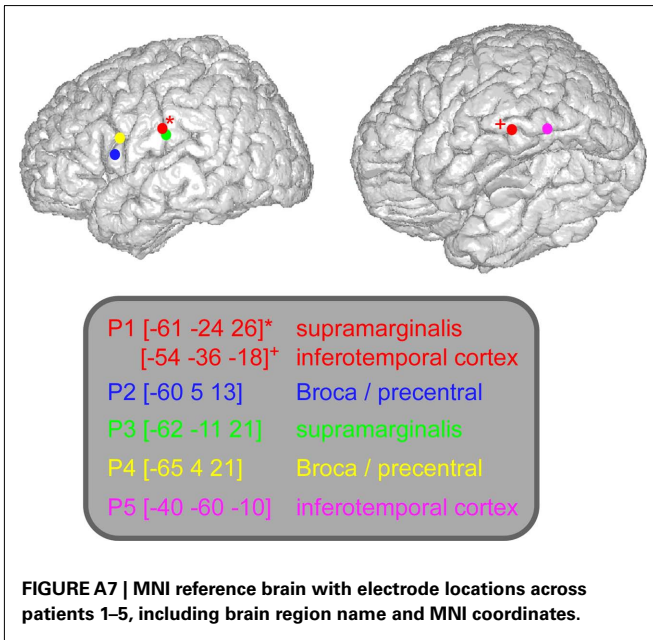 *
+
P1 [-61 -24 26]* supramarginalis
[-54 -36 -18]+ inferotemporal cortex
P2 [-60 5 13] Broca / precentral
P3 [-62 -11 21] supramarginalis
P4 [-65 4 21] Broca / precentral
P5 [-40 -60 -10] inferotemporal cortex
FIGURE A7 | MNI reference brain with electrode locations across
patients 1–5, including brain region name and MNI coordinates.